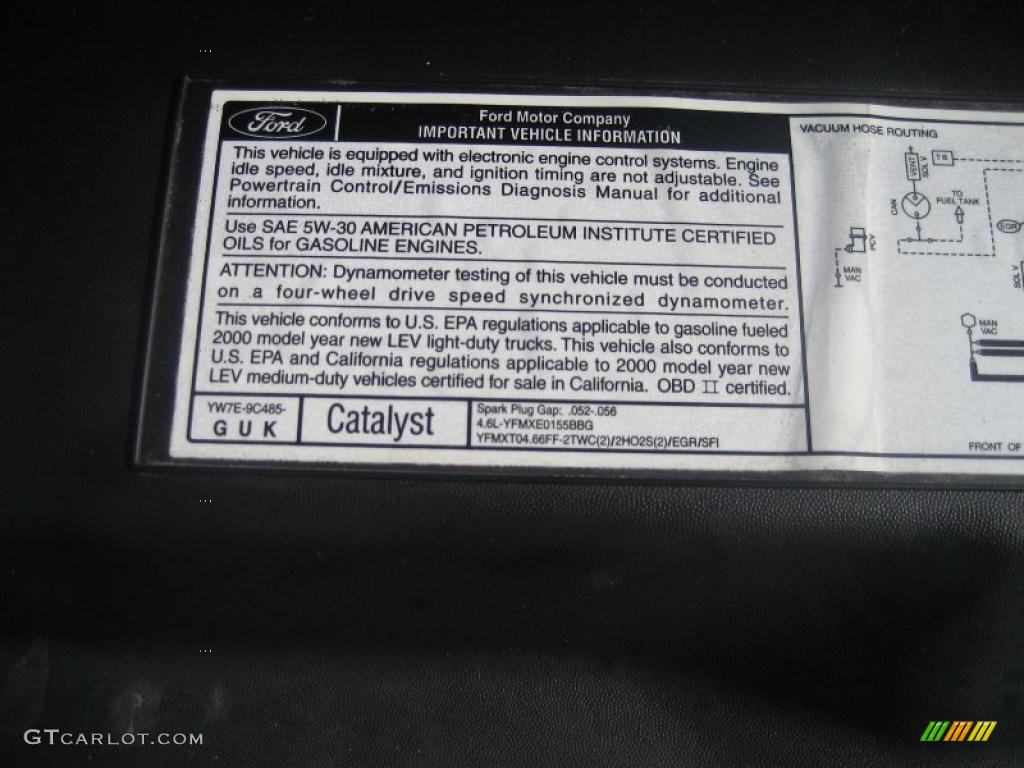 Ford
Ford Motor Company
IMPORTANT VEHICLE INFORMATION
This vehicle is equipped with electronic engine control systems. Engine
idle speed, idle mixture, and ignition timing are not adjustable. See
Powertrain Control/Emissions Diagnosis Manual for additional
information.
Use SAE 5W-30 AMERICAN PETROLEUM INSTITUTE CERTIFIED
OILS for GASOLINE ENGINES.
ATTENTION: Dynamometer testing of this vehicle must be conducted
on a four-wheel drive speed synchronized dynamometer.
This vehicle conforms to U.S. EPA regulations applicable to gasoline fueled
2000 model year new LEV light-duty trucks. This vehicle also conforms to
U.S. EPA and California regulations applicable to 2000 model year new
LEV medium-duty vehicles certified for sale in California. OBD II certified.
YW7E-9C485-
G U K
Catalyst
Spark Plug Gap: .052-.056
4.6L-YFMXE0155BBG
YFMXT04.66FF-2TWC(2)/2HO2S(2)/EGR/SFI
VACUUM HOSE ROUTING
VENT
SOL V
TB
CAN
TO
FUEL TANK
EGR
PCV
MAN
VAC
SOL V
MAN
VAC
FRONT OF
GTCARLOT.COM